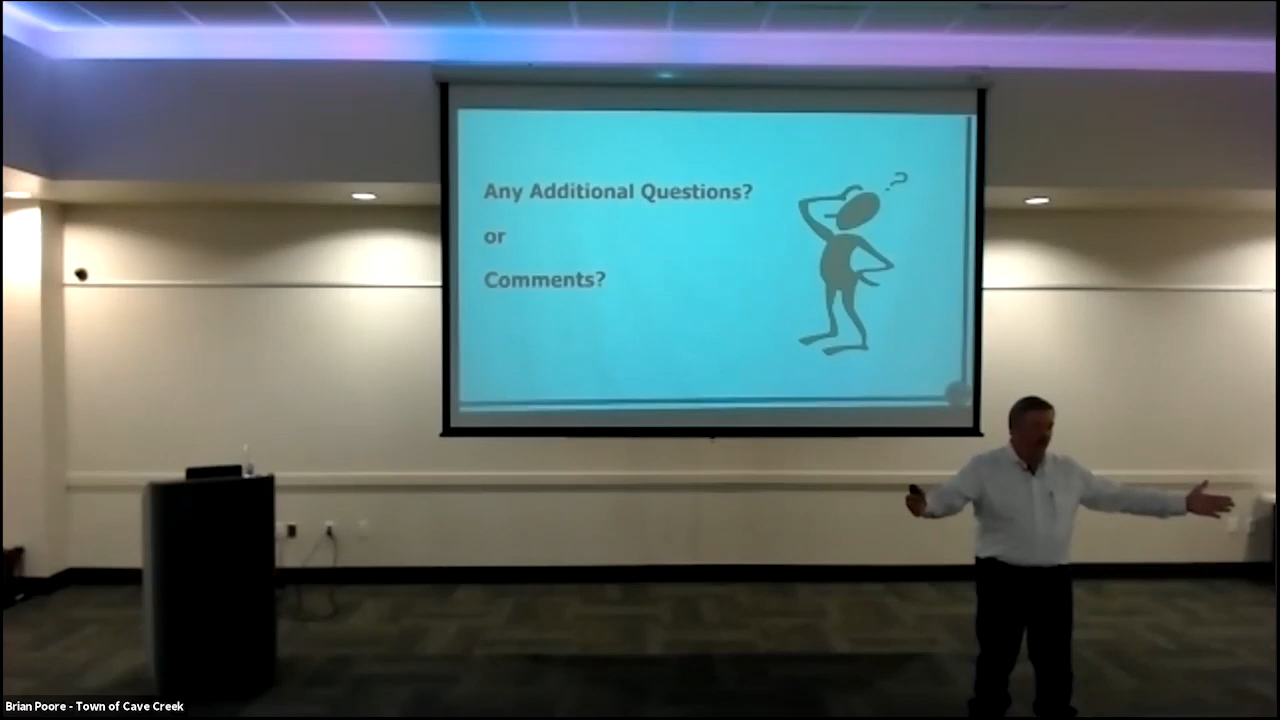 Any Additional Questions?
or
Comments?
?
Brian Poore - Town of Cave Creek